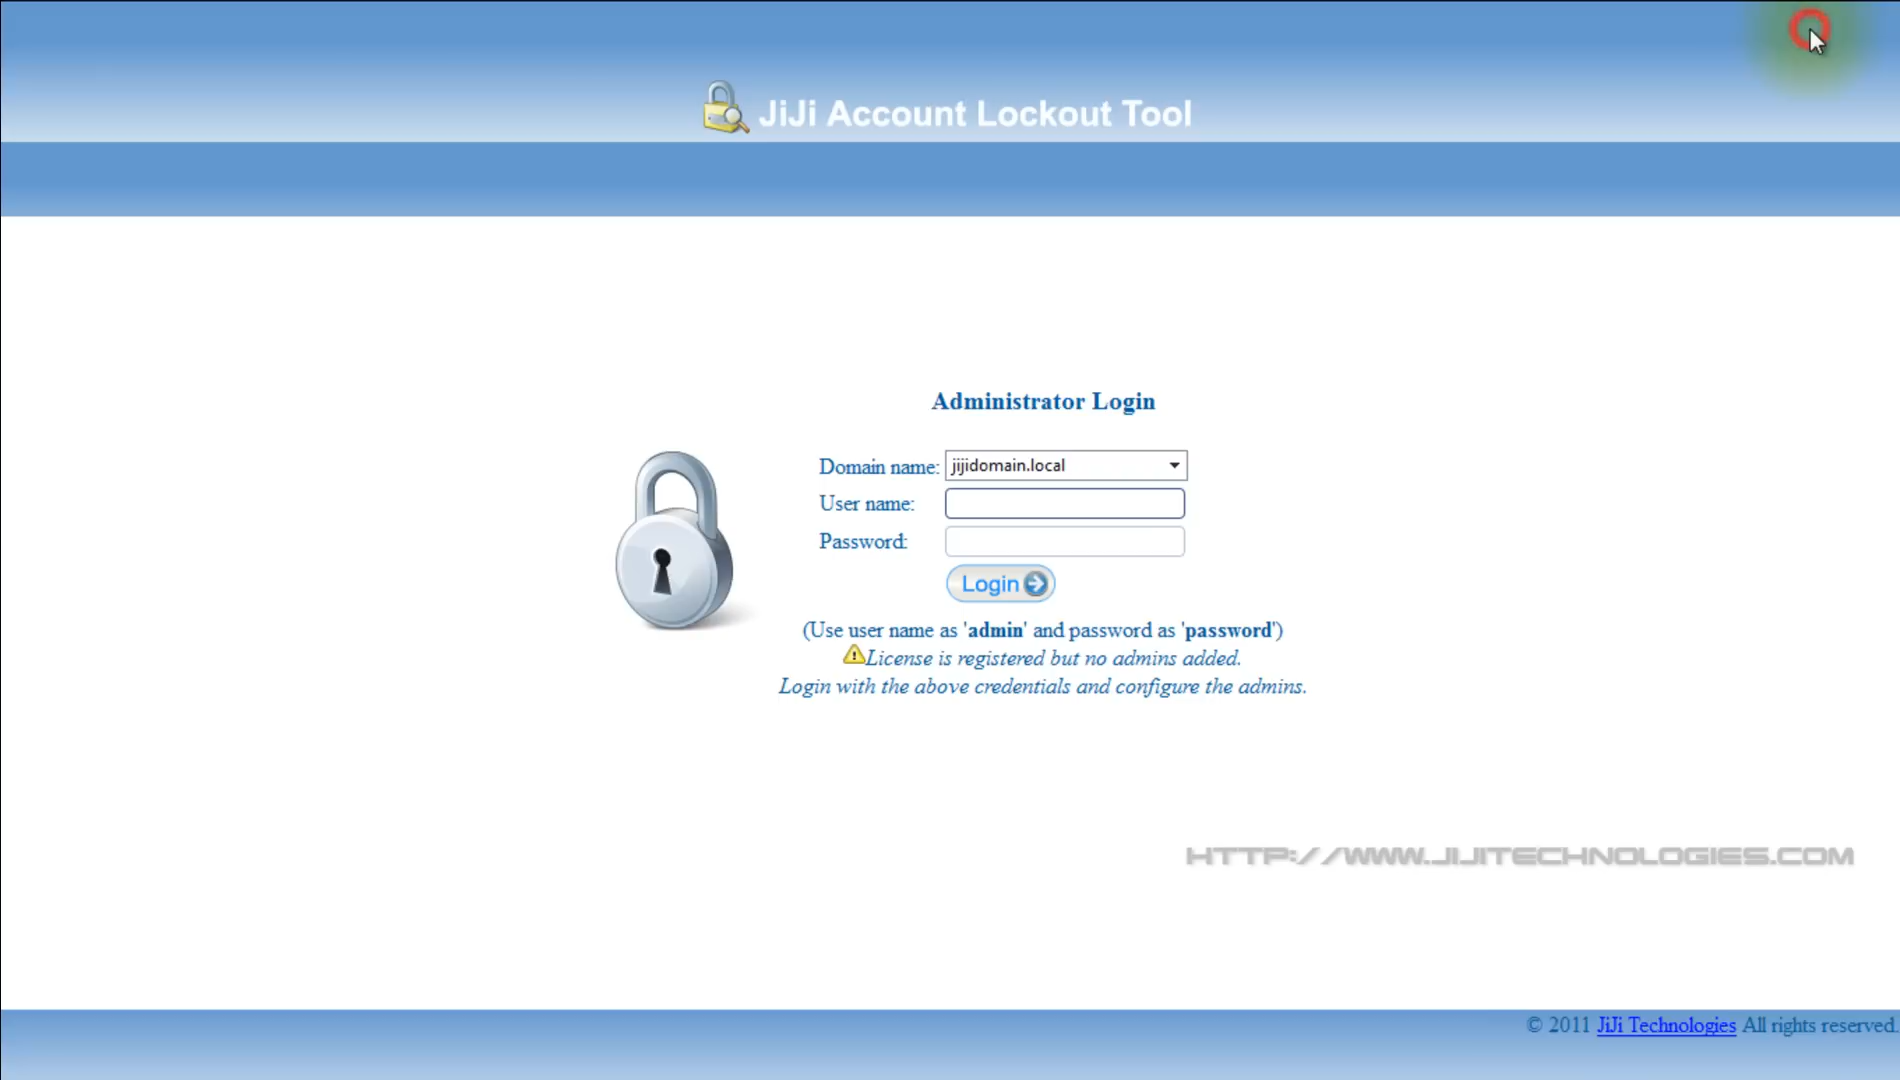 JiJi Account Lockout Tool
Administrator Login
Domain name: jijidomain.local
User name:
Password:
Login
(Use user name as 'admin' and password as 'password')
License is registered but no admins added.
Login with the above credentials and configure the admins.
HTTP://WWW.JIJITECHNOLOGIES.COM
© 2011 JiJi Technologies All rights reserved.